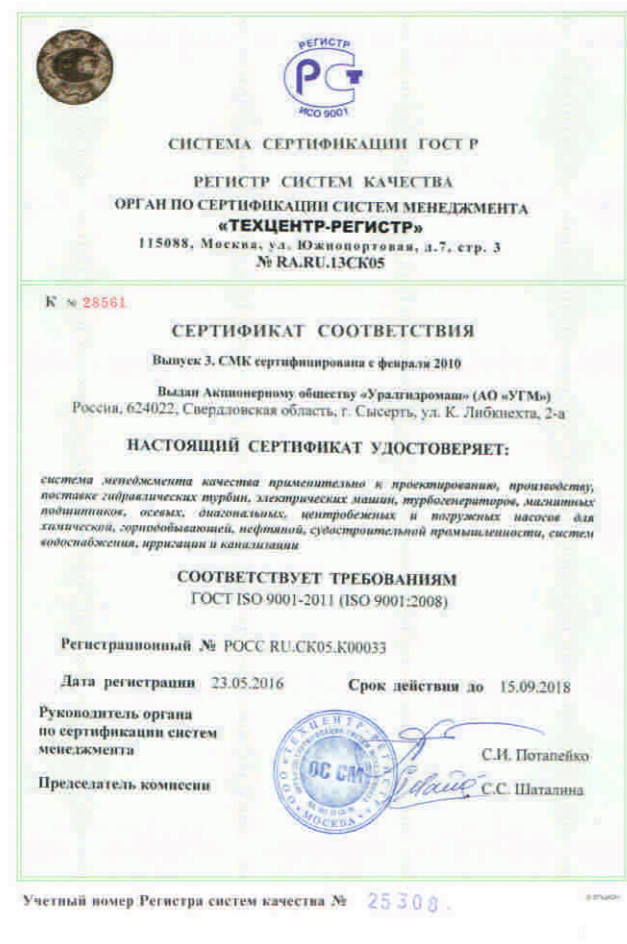 РЕГИСТР
РСТ
ИСО 9001
СИСТЕМА СЕРТИФИКАЦИИ ГОСТ Р
РЕГИСТР СИСТЕМ КАЧЕСТВА
ОРГАН ПО СЕРТИФИКАЦИИ СИСТЕМ МЕНЕДЖМЕНТА
«ТЕХЦЕНТР-РЕГИСТР»
115088, Москва, ул. Южнопортовая, д.7, стр. 3
№ RA.RU.13СК05
К № 28561
СЕРТИФИКАТ СООТВЕТСТВИЯ
Выпуск 3. СМК сертифицирована с февраля 2010
Выдан Акционерному обществу «Уралгидромаш» (АО «УГМ»)
Россия, 624022, Свердловская область, г. Сысерть, ул. К. Либкнехта, 2-а
НАСТОЯЩИЙ СЕРТИФИКАТ УДОСТОВЕРЯЕТ:
система менеджмента качества применительно к проектированию, производству,
поставке гидравлических турбин, электрических машин, турбогенераторов, магнитных
подшипников, осевых, диагональных, центробежных и погружных насосов для
химической, горнодобывающей, нефтяной, судостроительной промышленности, систем
водоснабжения, ирригации и канализации
СООТВЕТСТВУЕТ ТРЕБОВАНИЯМ
ГОСТ ISO 9001-2011 (ISO 9001:2008)
Регистрационный № РОСС RU.СК05.К00033
Дата регистрации 23.05.2016 Срок действия до 15.09.2018
Руководитель органа
по сертификации систем
менеджмента
С.И. Потапейко
Председатель комиссии
С.С. Шаталина
ООО «ТЕХЦЕНТР-РЕГИСТР»
ОС СМ
МОСКВА
Учетный номер Регистра систем качества № 25308.